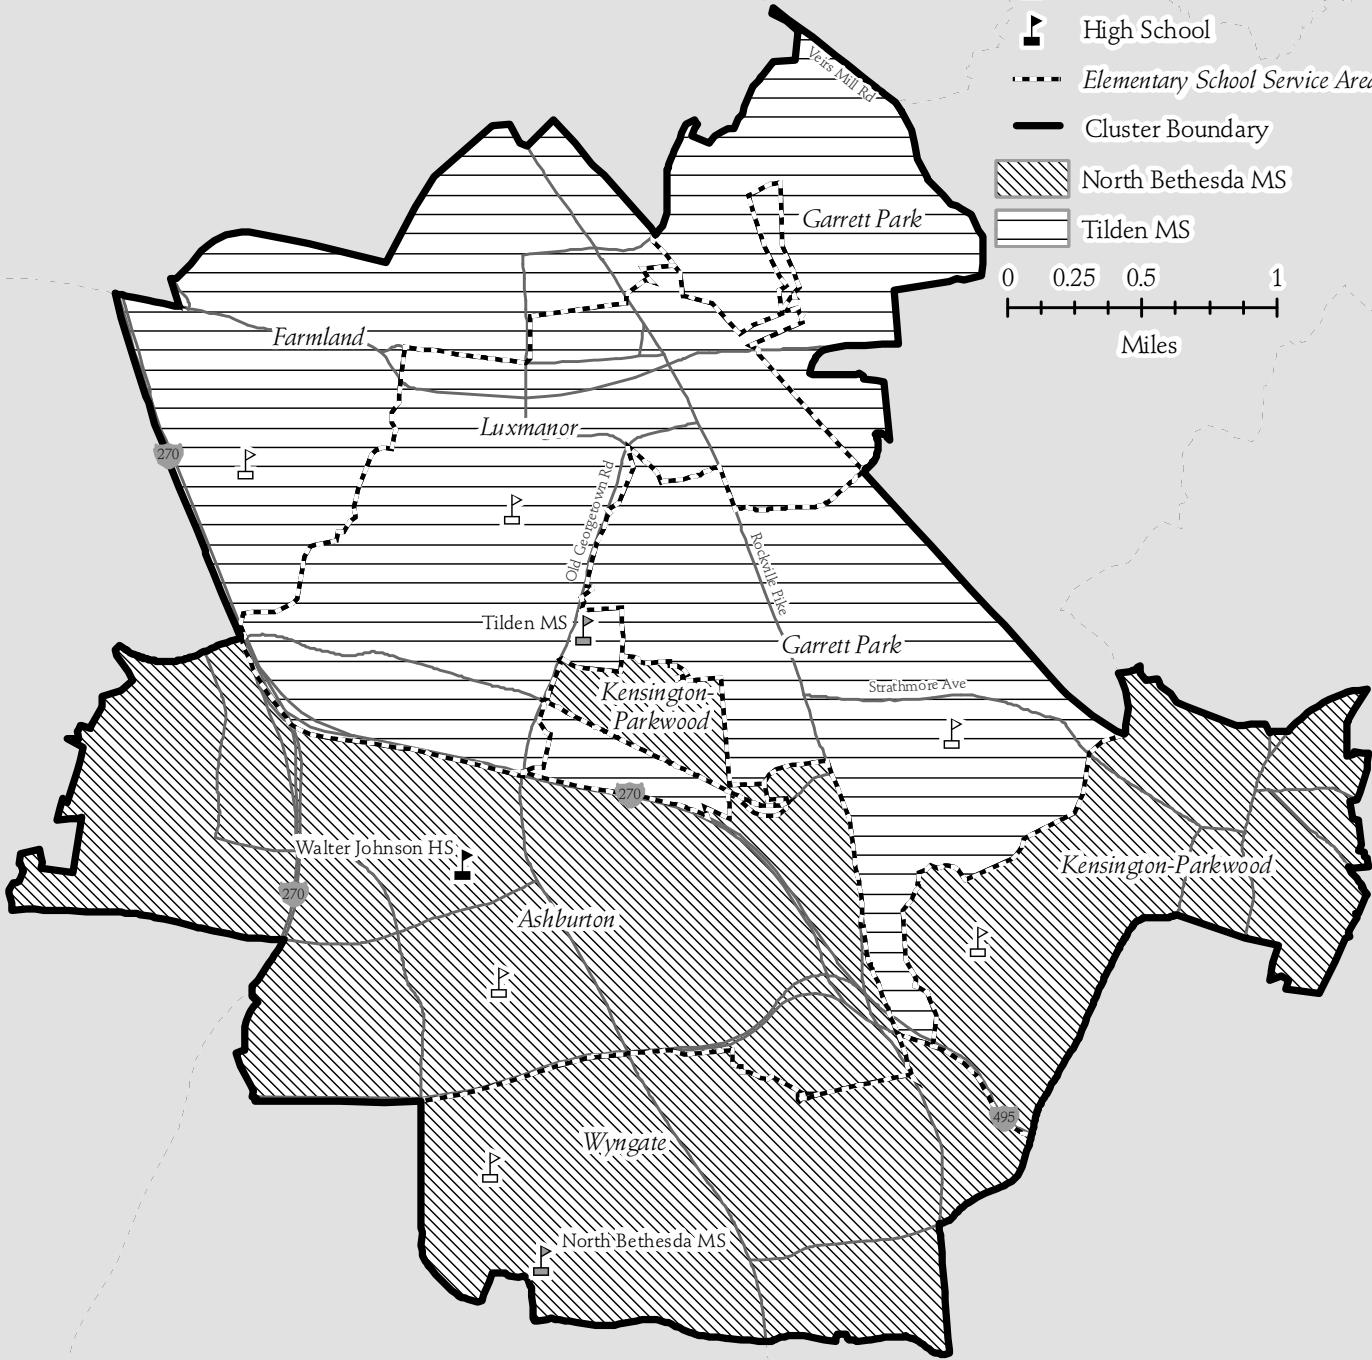 High School
Elementary School Service Area
Cluster Boundary
North Bethesda MS
Tilden MS
0 0.25 0.5 1
Miles
Veirs Mill Rd
Garrett Park
Farmland
Luxmanor
270
Old Georgetown Rd
Rockville Pike
Tilden MS
Garrett Park
Strathmore Ave
Kensington-
Parkwood
270
Walter Johnson HS
Kensington-Parkwood
270
Ashburton
495
Wyngate
North Bethesda MS